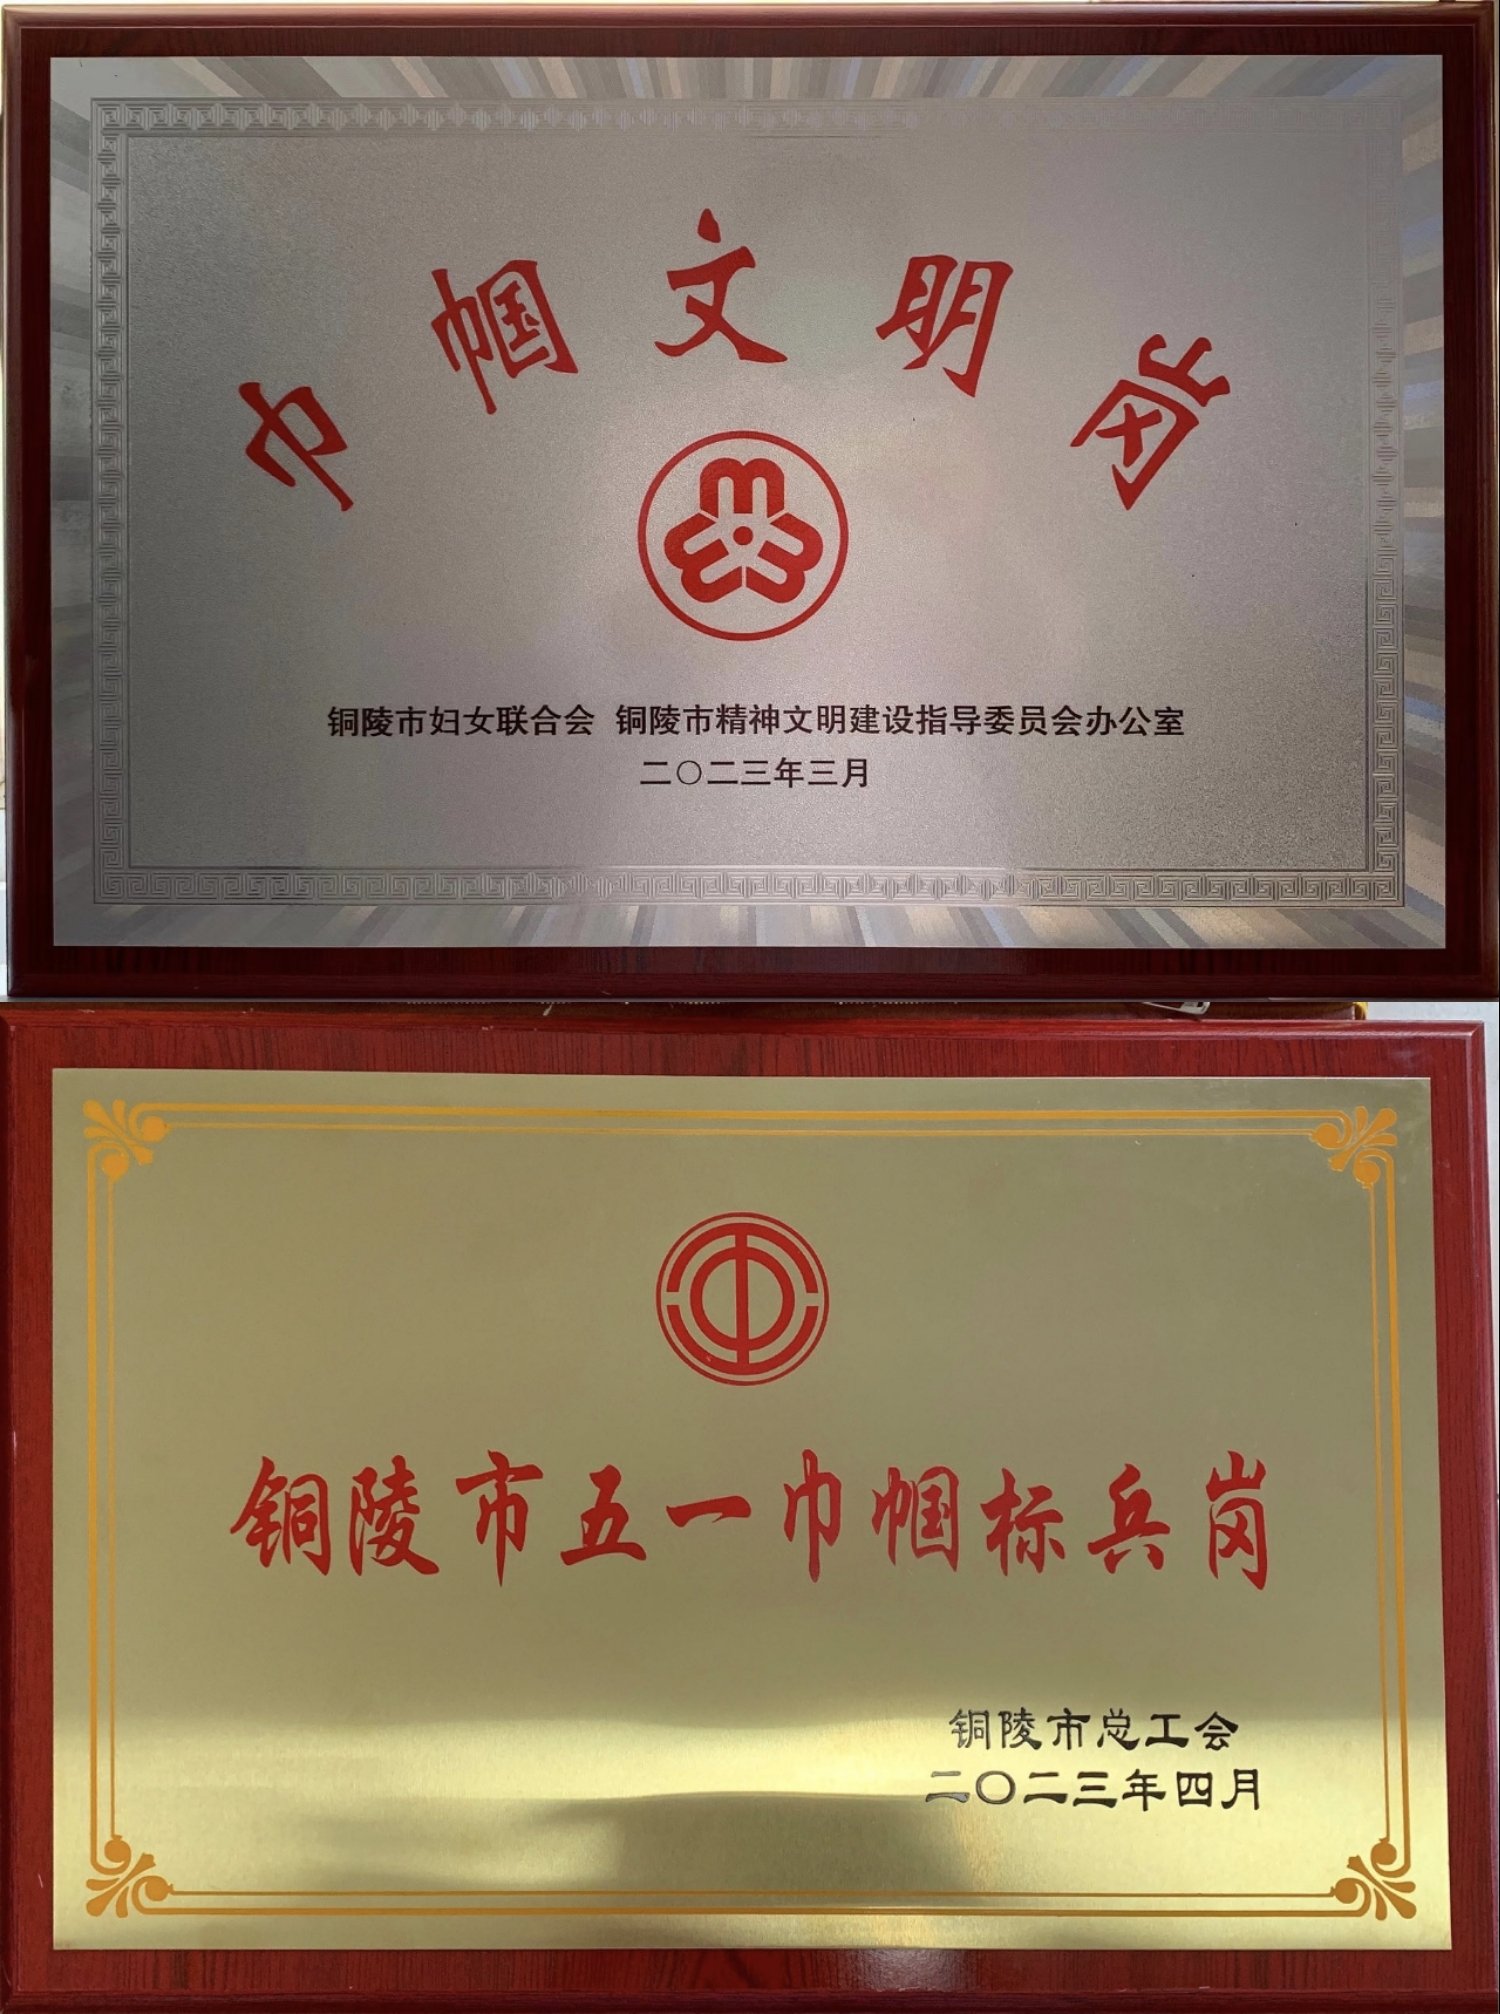 巾帼文明岗
铜陵市妇女联合会 铜陵市精神文明建设指导委员会办公室
二〇二三年三月
铜陵市五一巾帼标兵岗
铜陵市总工会
二〇二三年四月